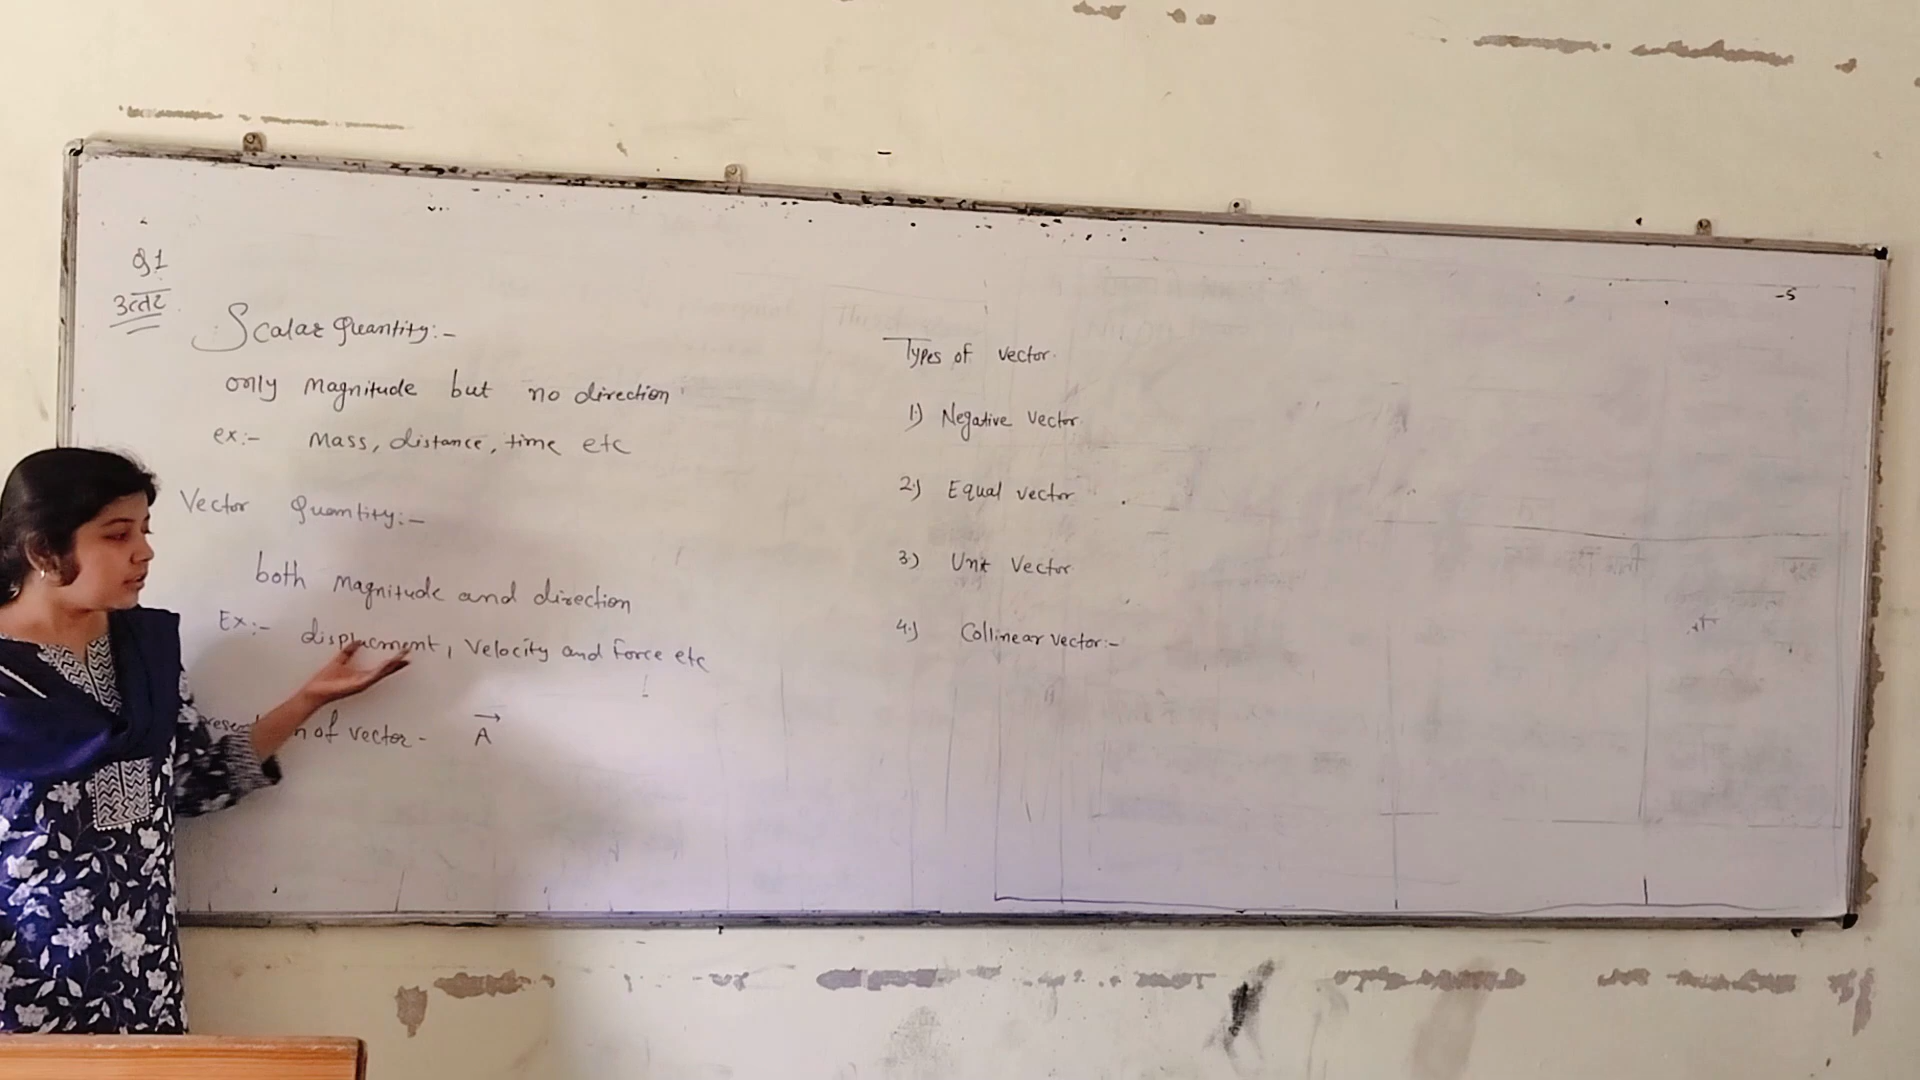 Q1
उत्तर
Scalar Quantity:-
only magnitude but no direction
ex:- Mass, distance, time etc
Vector Quantity:-
both magnitude and direction
Ex:- displacment, Velocity and force etc
of vector - A→
Types of vector.
1.) Negative vector
2.) Equal vector
3.) Unit Vector
4.) Collinear vector:-